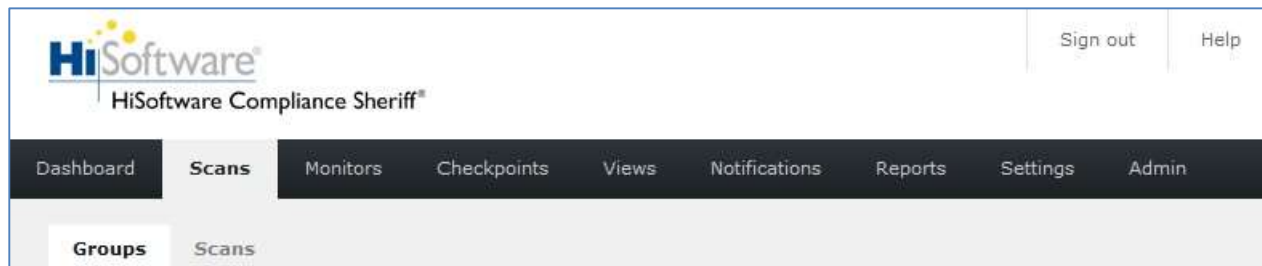 HiSoftware®
HiSoftware Compliance Sheriff®
Sign out Help
Dashboard Scans Monitors Checkpoints Views Notifications Reports Settings Admin
Groups Scans